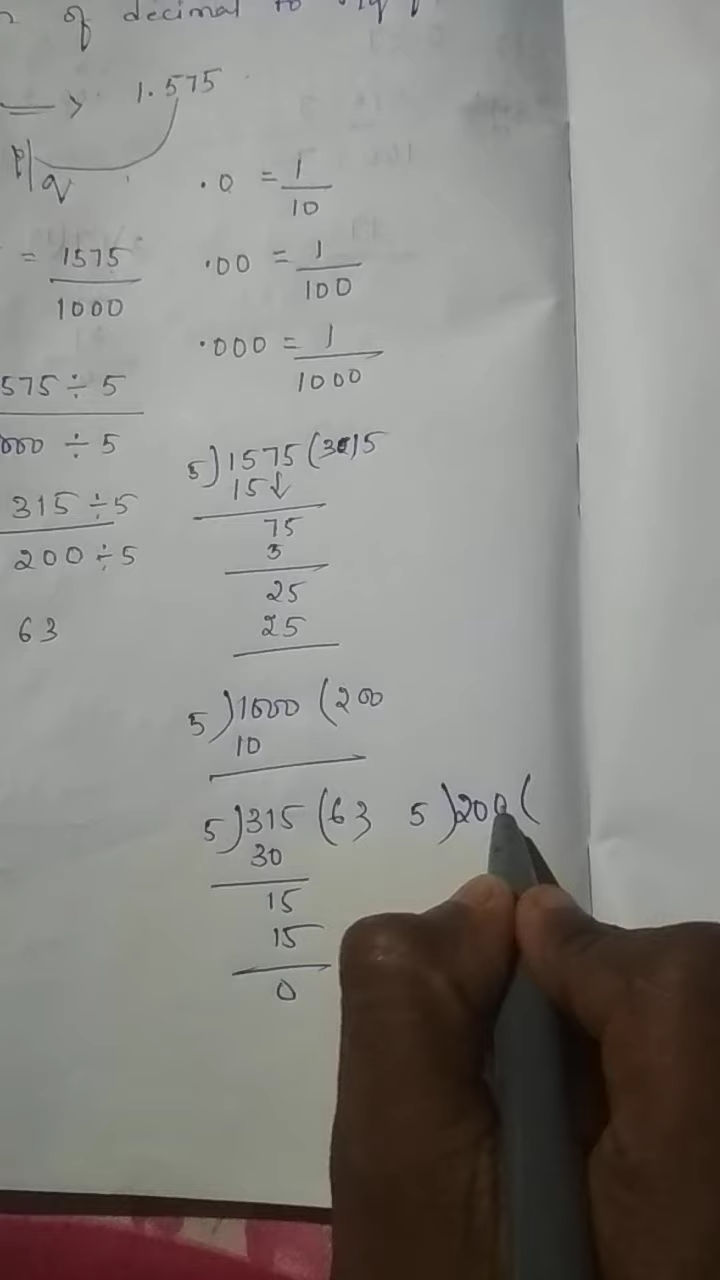 of decimal to
1.575
p/q
.0 = 1/10
= 1575/1000
.00 = 1/100
.000 = 1/1000
575 ÷ 5
000 ÷ 5
5)1575(315
15↓
75
5
25
25
315 ÷ 5
200 ÷ 5
63
5)1000(200
10
5)315(63 5)200(
30
15
15
0